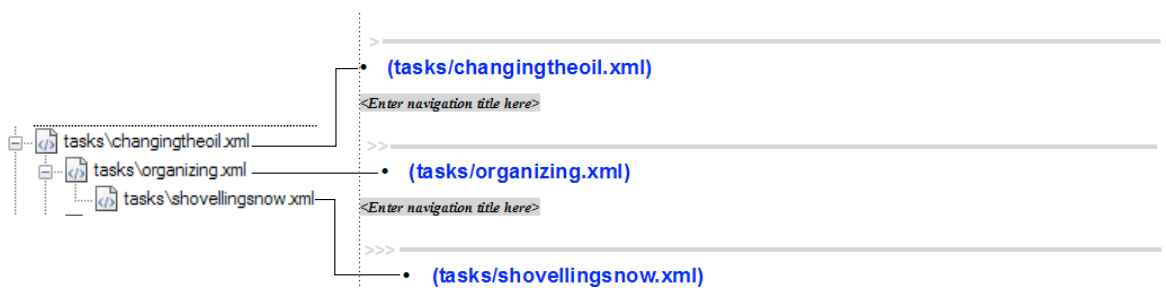 >
• (tasks/changingtheoil.xml)
<Enter navigation title here>
tasks\changingtheoil.xml
>>
tasks\organizing.xml
• (tasks/organizing.xml)
tasks\shovellingsnow.xml
<Enter navigation title here>
>>>
• (tasks/shovellingsnow.xml)